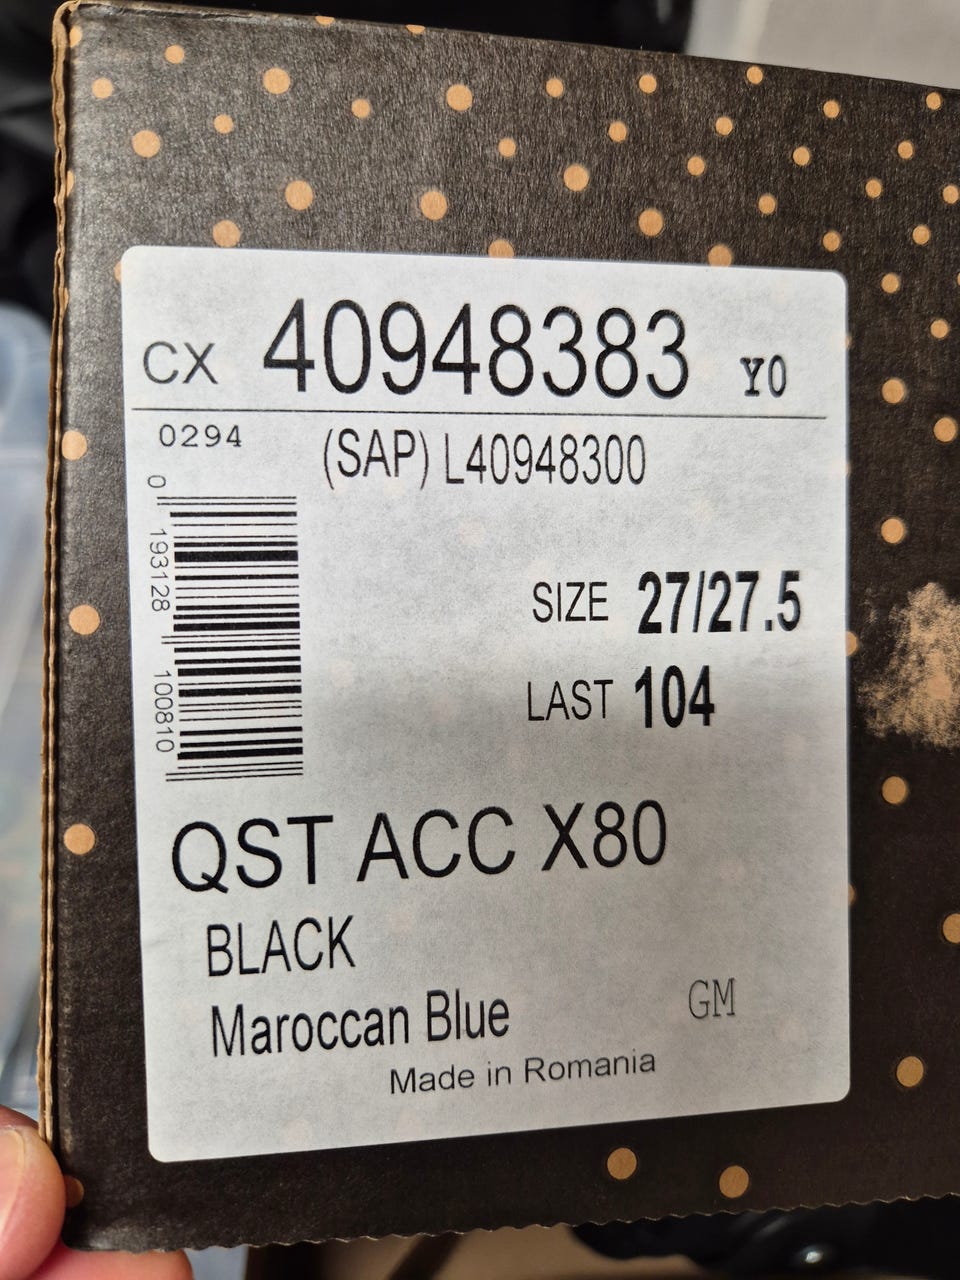 CX 40948383 Y0
0294
(SAP) L40948300
0 193128 100810
SIZE 27/27.5
LAST 104
QST ACC X80
BLACK
Maroccan Blue
GM
Made in Romania